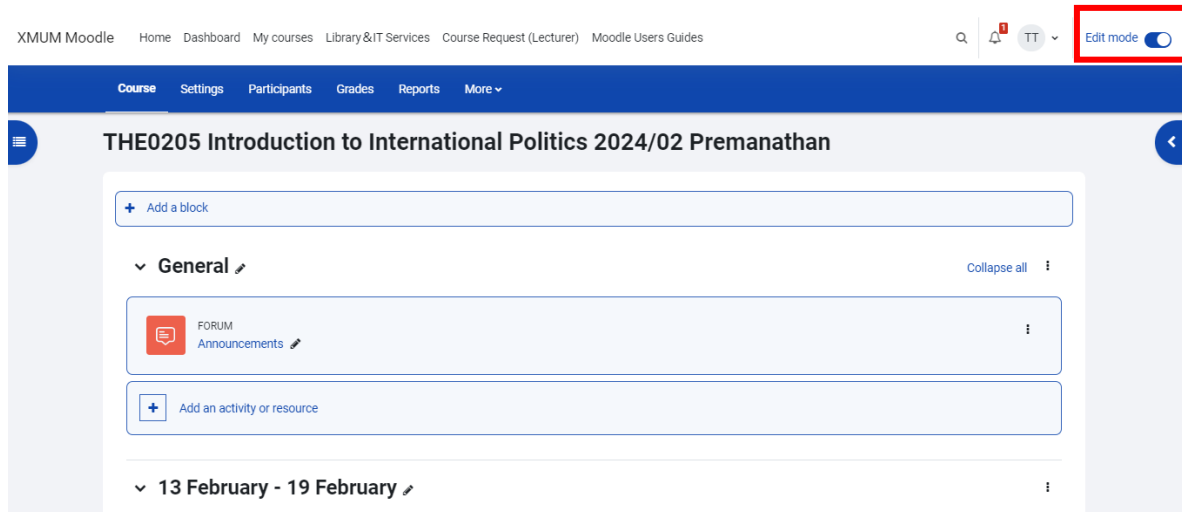 XMUM Moodle Home Dashboard My courses Library&IT Services Course Request (Lecturer) Moodle Users Guides 1 TT Edit mode
Course Settings Participants Grades Reports More
THE0205 Introduction to International Politics 2024/02 Premanathan
Add a block
General Collapse all
FORUM
Announcements
Add an activity or resource
13 February - 19 February